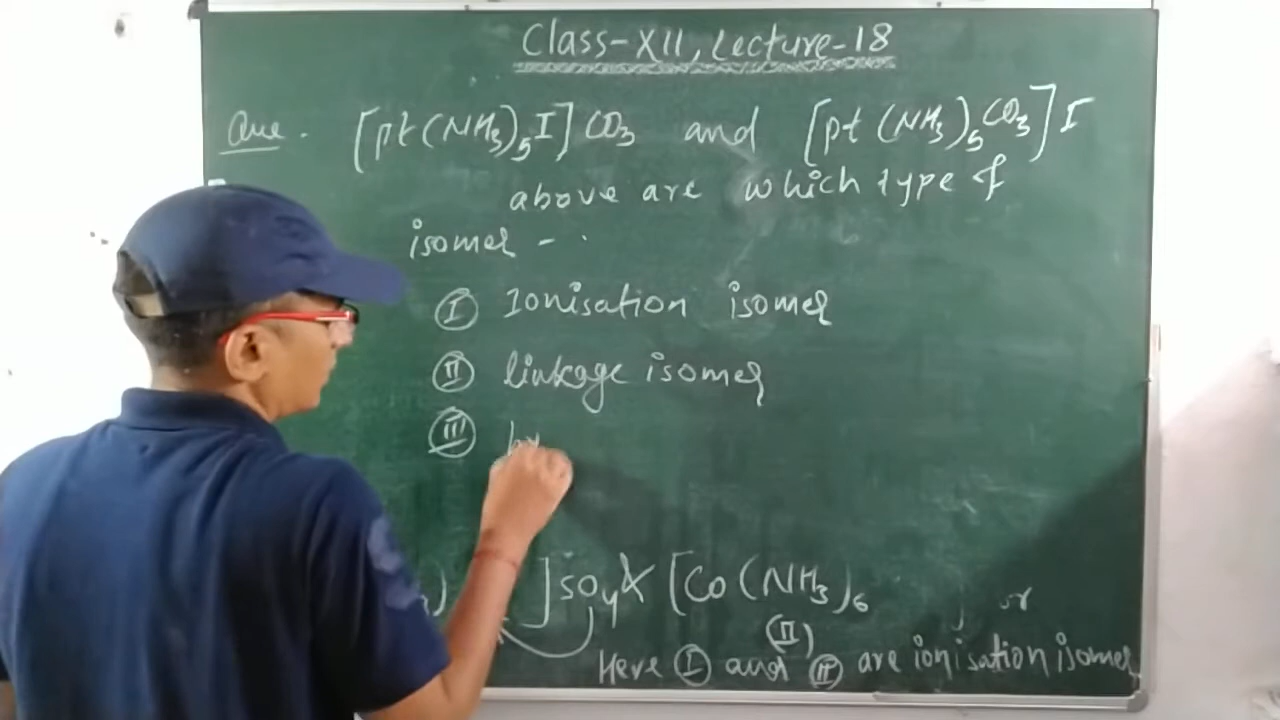 Class-XII, Lecture-18
Que. [pt(NH3)5I]CO3 and [pt(NH3)5CO3]I
above are which type of
isomer -
I Ionisation isomer
II linkage isomer
III
]SO4 [Co(NH3)6
or
(II)
Here I and II are ionisation isomer